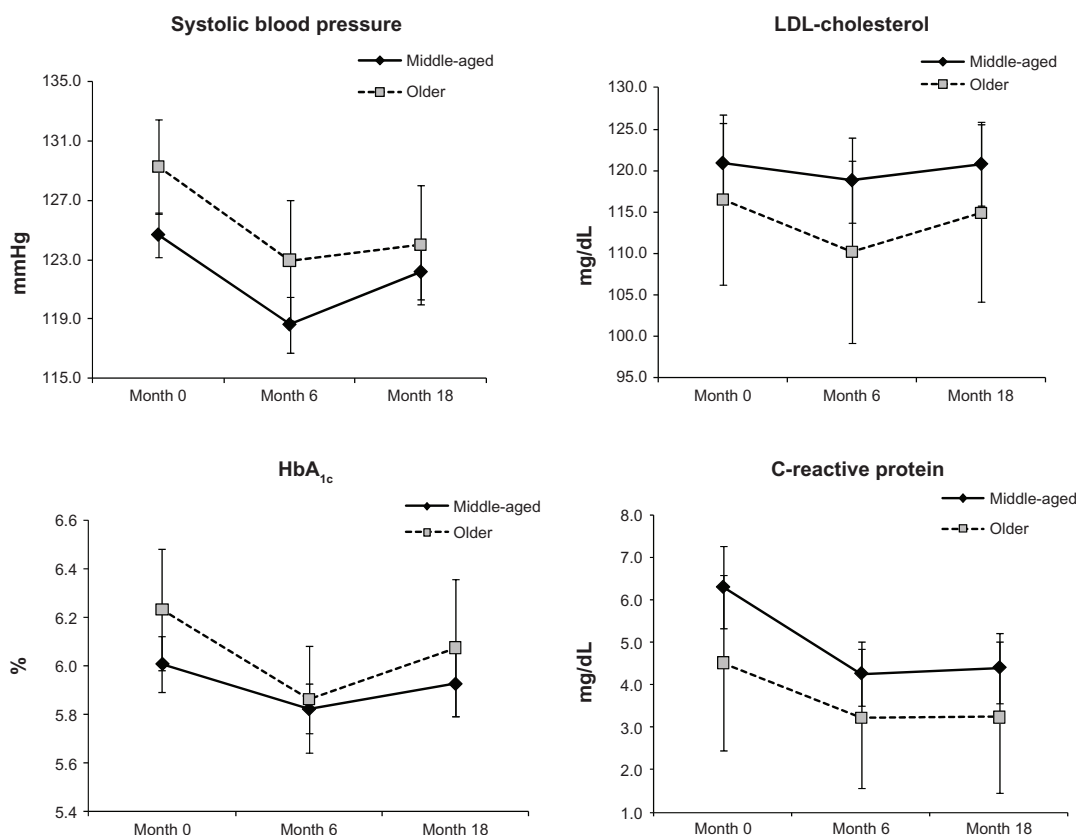 Systolic blood pressure
Middle-aged
Older
135.0
131.0
127.0
123.0
119.0
115.0
mmHg
Month 0 Month 6 Month 18
LDL-cholesterol
Middle-aged
Older
130.0
125.0
120.0
115.0
110.0
105.0
100.0
95.0
mg/dL
Month 0 Month 6 Month 18
HbA1c
Middle-aged
Older
6.6
6.4
6.2
6.0
5.8
5.6
5.4
%
Month 0 Month 6 Month 18
C-reactive protein
Middle-aged
Older
8.0
7.0
6.0
5.0
4.0
3.0
2.0
1.0
mg/dL
Month 0 Month 6 Month 18